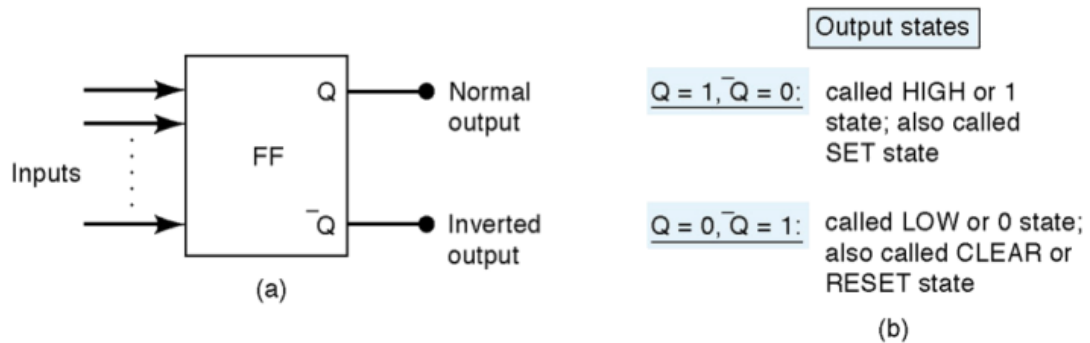 Q
Normal
output
Inputs
FF
Q̅
Inverted
output
(a)
Output states
Q = 1, Q̅ = 0:
called HIGH or 1
state; also called
SET state
Q = 0, Q̅ = 1:
called LOW or 0 state;
also called CLEAR or
RESET state
(b)